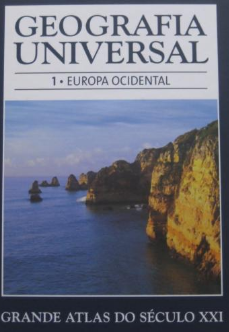 GEOGRAFIA
UNIVERSAL
1 • EUROPA OCIDENTAL
GRANDE ATLAS DO SÉCULO XXI